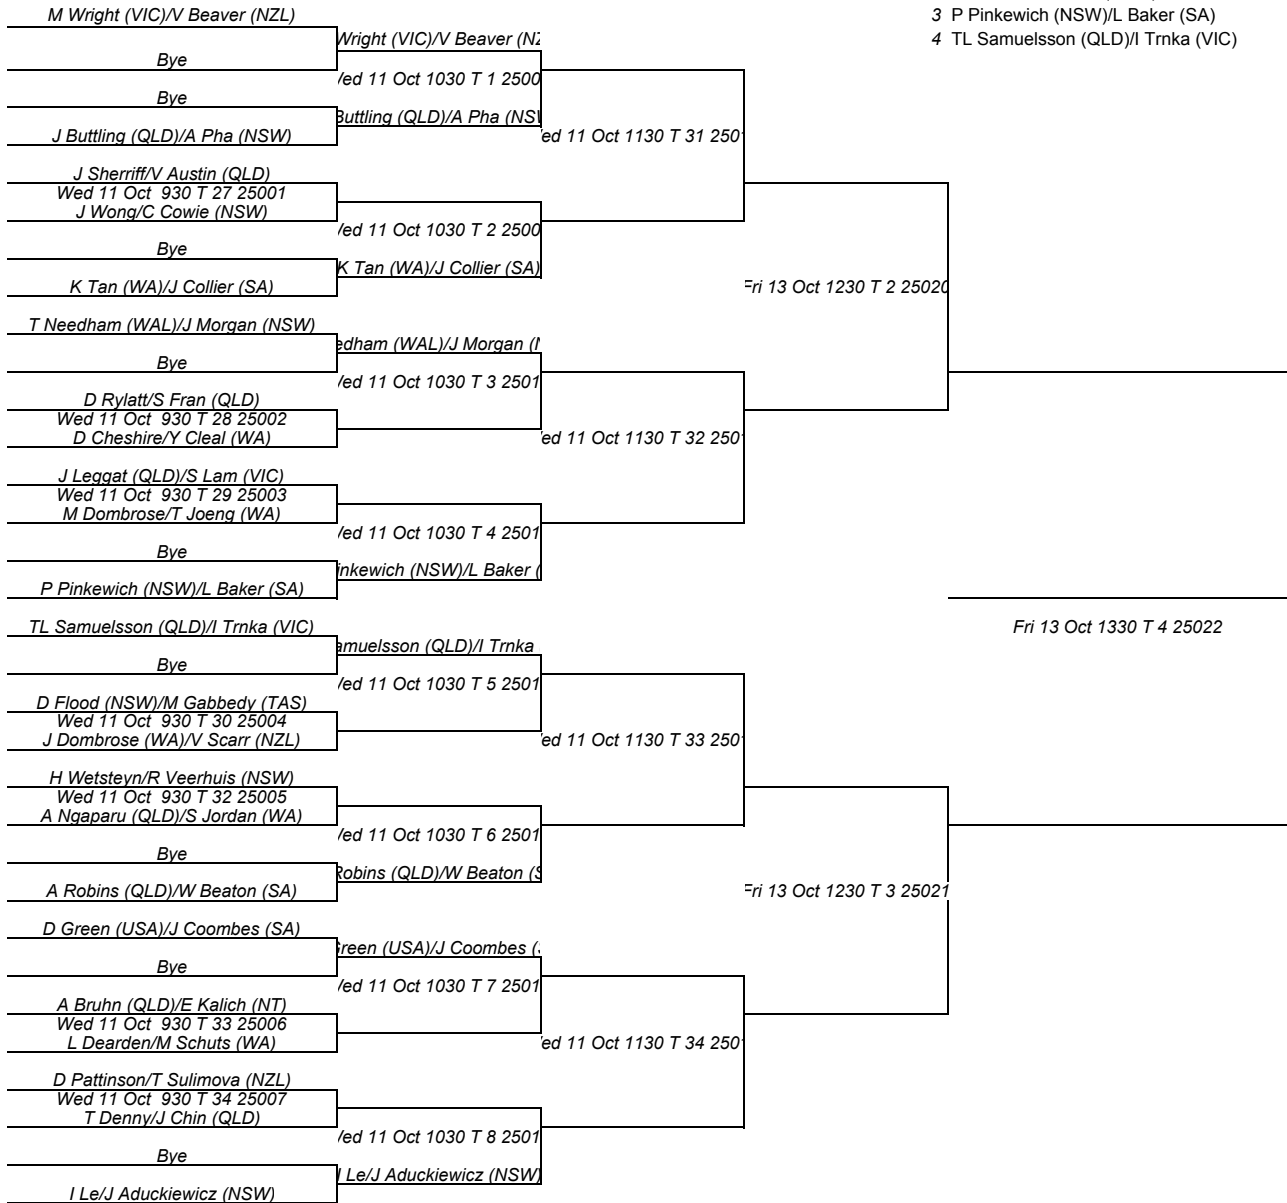 M Wright (VIC)/V Beaver (NZL)
Bye
Bye
J Buttling (QLD)/A Pha (NSW)
J Sherriff/V Austin (QLD)
Wed 11 Oct 930 T 27 25001
J Wong/C Cowie (NSW)
Bye
K Tan (WA)/J Collier (SA)
T Needham (WAL)/J Morgan (NSW)
Bye
D Rylatt/S Fran (QLD)
Wed 11 Oct 930 T 28 25002
D Cheshire/Y Cleal (WA)
J Leggat (QLD)/S Lam (VIC)
Wed 11 Oct 930 T 29 25003
M Dombrose/T Joeng (WA)
Bye
P Pinkewich (NSW)/L Baker (SA)
TL Samuelsson (QLD)/I Trnka (VIC)
Bye
D Flood (NSW)/M Gabbedy (TAS)
Wed 11 Oct 930 T 30 25004
J Dombrose (WA)/V Scarr (NZL)
H Wetsteyn/R Veerhuis (NSW)
Wed 11 Oct 930 T 32 25005
A Ngaparu (QLD)/S Jordan (WA)
Bye
A Robins (QLD)/W Beaton (SA)
D Green (USA)/J Coombes (SA)
Bye
A Bruhn (QLD)/E Kalich (NT)
Wed 11 Oct 930 T 33 25006
L Dearden/M Schuts (WA)
D Pattinson/T Sulimova (NZL)
Wed 11 Oct 930 T 34 25007
T Denny/J Chin (QLD)
Bye
I Le/J Aduckiewicz (NSW)
Wright (VIC)/V Beaver (NZ
Wed 11 Oct 1030 T 1 2500
Buttling (QLD)/A Pha (NSW
Wed 11 Oct 1030 T 2 2500
K Tan (WA)/J Collier (SA)
edham (WAL)/J Morgan (N
Wed 11 Oct 1030 T 3 2501
Wed 11 Oct 1030 T 4 2501
inkewich (NSW)/L Baker (
amuelsson (QLD)/I Trnka
Wed 11 Oct 1030 T 5 2501
Wed 11 Oct 1030 T 6 2501
Robins (QLD)/W Beaton (S
Green (USA)/J Coombes (
Wed 11 Oct 1030 T 7 2501
Wed 11 Oct 1030 T 8 2501
I Le/J Aduckiewicz (NSW)
ed 11 Oct 1130 T 31 250
ed 11 Oct 1130 T 32 250
ed 11 Oct 1130 T 33 250
ed 11 Oct 1130 T 34 250
Fri 13 Oct 1230 T 2 25020
Fri 13 Oct 1230 T 3 25021
3 P Pinkewich (NSW)/L Baker (SA)
4 TL Samuelsson (QLD)/I Trnka (VIC)
Fri 13 Oct 1330 T 4 25022